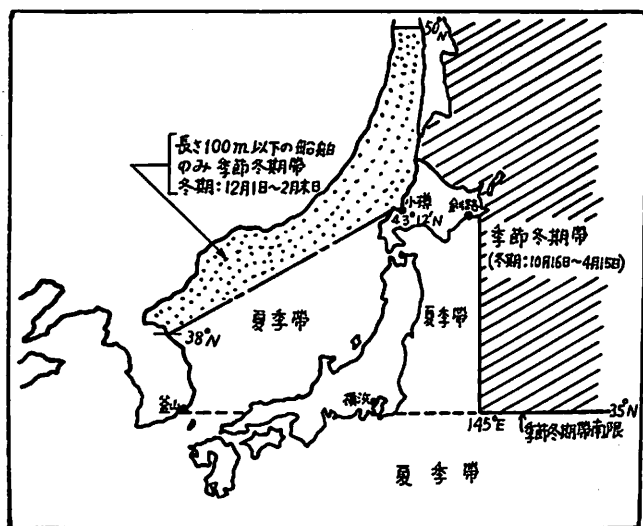 50°N
長さ100m以下の船舶
のみ季節冬期帯
冬期:12月1日~2月末日
小樽
43°12'N
釧路
季節冬期帯
(冬期:10月16日~4月15日)
夏季帯
夏季帯
38°N
釜山
横浜
35°N
145°E
季節冬期帯南限
夏季帯